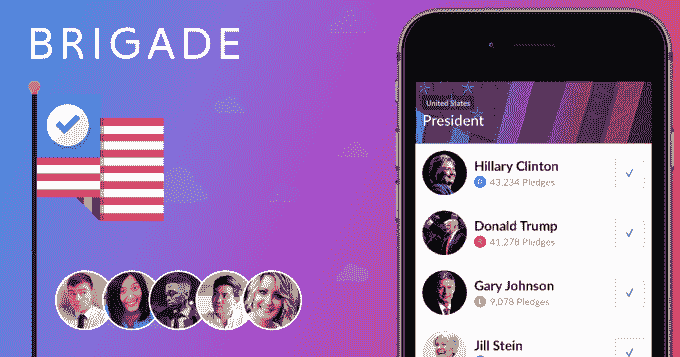 BRIGADE
United States
President
Hillary Clinton
D 43,234 Pledges
Donald Trump
R 41,278 Pledges
Gary Johnson
L 9,078 Pledges
Jill Stein